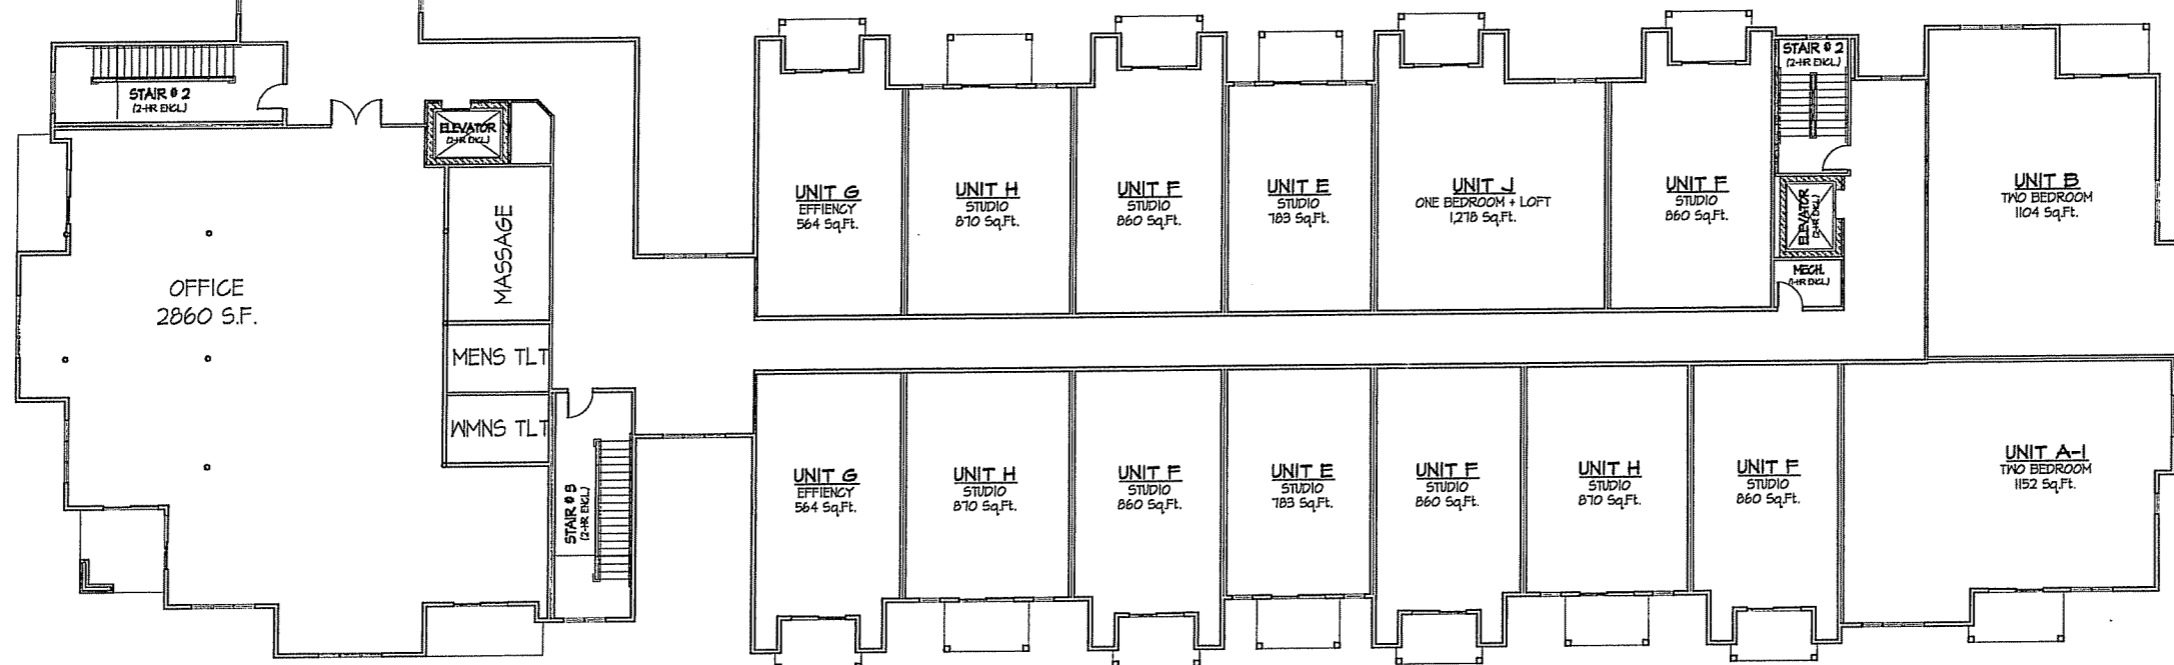 STAIR # 2
(2-HR ENCL.)
ELEVATOR
(2-HR ENCL.)
OFFICE
2860 S.F.
MASSAGE
MENS TLT
WMNS TLT
STAIR # 3
(2-HR ENCL.)
UNIT G
EFFIENCY
564 Sq.Ft.
UNIT H
STUDIO
870 Sq.Ft.
UNIT F
STUDIO
860 Sq.Ft.
UNIT E
STUDIO
783 Sq.Ft.
UNIT J
ONE BEDROOM + LOFT
1,278 Sq.Ft.
UNIT F
STUDIO
860 Sq.Ft.
STAIR # 2
(2-HR ENCL.)
ELEVATOR
(2-HR ENCL.)
MECH.
(1-HR ENCL.)
UNIT B
TWO BEDROOM
1104 Sq.Ft.
UNIT G
EFFIENCY
564 Sq.Ft.
UNIT H
STUDIO
870 Sq.Ft.
UNIT F
STUDIO
860 Sq.Ft.
UNIT E
STUDIO
783 Sq.Ft.
UNIT F
STUDIO
860 Sq.Ft.
UNIT H
STUDIO
870 Sq.Ft.
UNIT F
STUDIO
860 Sq.Ft.
UNIT A-1
TWO BEDROOM
1152 Sq.Ft.